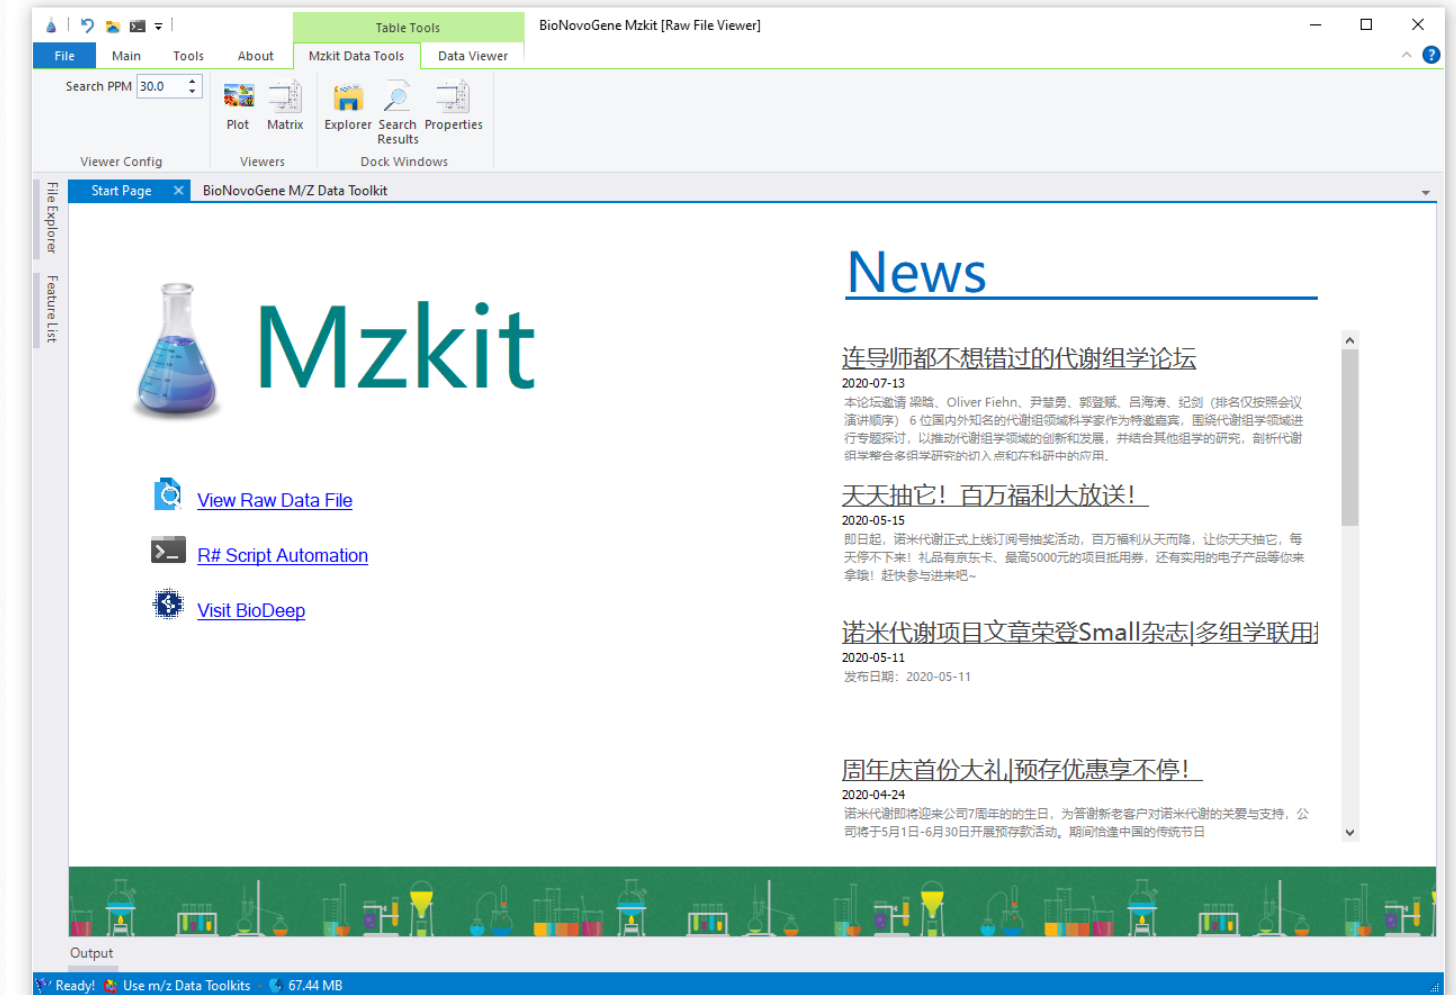 Table Tools
BioNovoGene Mzkit [Raw File Viewer]
File Main Tools About Mzkit Data Tools Data Viewer
Search PPM 30.0
Plot Matrix Explorer Search Results Properties
Viewer Config Viewers Dock Windows
File Explorer
Feature List
Start Page BioNovoGene M/Z Data Toolkit
Mzkit
View Raw Data File
R# Script Automation
Visit BioDeep
News
连导师都不想错过的代谢组学论坛
2020-07-13
本论坛邀请 梁晗、Oliver Fiehn、尹慧勇、郭登赋、吕海涛、纪剑（排名仅按照会议
演讲顺序） 6 位国内外知名的代谢组领域科学家作为特邀嘉宾，围绕代谢组学领域进
行专题探讨，以推动代谢组学领域的创新和发展，并结合其他组学的研究，剖析代谢
组学整合多组学研究的切入点和在科研中的应用。
天天抽它！百万福利大放送！
2020-05-15
即日起，诺米代谢正式上线订阅号抽奖活动，百万福利从天而降，让你天天抽它，每
天停不下来！礼品有京东卡、最高5000元的项目抵用券，还有实用的电子产品等你来
拿哦！赶快参与进来吧~
诺米代谢项目文章荣登Small杂志|多组学联用
2020-05-11
发布日期：2020-05-11
周年庆首份大礼|预存优惠享不停！
2020-04-24
诺米代谢即将迎来公司7周年的的生日，为答谢新老客户对诺米代谢的关爱与支持，公
司将于5月1日-6月30日开展预存款活动。期间恰逢中国的传统节日
Output
Ready! Use m/z Data Toolkits 67.44 MB